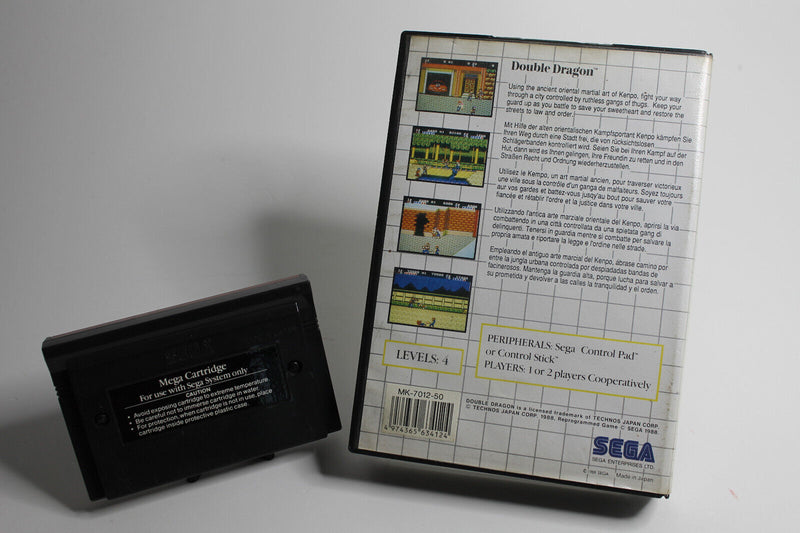 SEGA
Mega Cartridge
For use with Sega System only
CAUTION
• Avoid exposing cartridge to extreme temperature.
• Be careful not to immerse cartridge in water.
• For protection, when cartridge is not in use, place
cartridge inside protective plastic case.
Double Dragon™
Using the ancient oriental martial art of Kenpo, fight your way
through a city controlled by ruthless gangs of thugs. Keep your
guard up as you battle to save your sweetheart and restore the
streets to law and order.
Mit Hilfe der alten orientalischen Kampfsportart Kenpo kämpfen Sie
Ihren Weg durch eine Stadt frei, die von rücksichtslosen
Schlägerbanden kontrolliert wird. Seien Sie bei Ihren Kampf auf der
Hut, dann wird es Ihnen gelingen, Ihre Freundin zu retten und in den
Straßen Recht und Ordnung wiederherzustellen.
Utilisez le Kempo, un art martial ancien, pour traverser victorieux
une ville sous la contrôle d'un ganga de malfaiteurs. Soyez toujours
sur vos gardes et battez-vous jusqu'au bout pour sauver votre
fiancée et rétablir l'ordre et la justice dans votre ville.
Utilizzando l'antica arte marziale orientale del Kenpo, aprirsi la via
combattendo in una città controllata da una spietata gang di
delinquenti. Tenersi in guardia mentre si combatte per salvare la
propria amata e riportare la legge e l'ordine nelle strade.
Empleando el antiguo arte marcial del Kenpo, ábrase camino por
entre la jungla urbana controlada por despiadadas bandas de
facinerosos. Mantenga la guardia alta, porque lucha para salvar a
su prometida y devolver a las calles la tranquilidad y el orden.
LEVELS: 4
PERIPHERALS: Sega Control Pad™
or Control Stick™
PLAYERS: 1 or 2 players Cooperatively
MK-7012-50
4 974365 634124
DOUBLE DRAGON is a licensed trademark of TECHNOS JAPAN CORP.
© TECHNOS JAPAN CORP. 1988, Reprogrammed Game © SEGA 1988.
SEGA
SEGA ENTERPRISES LTD.
© SEGA Made in Japan